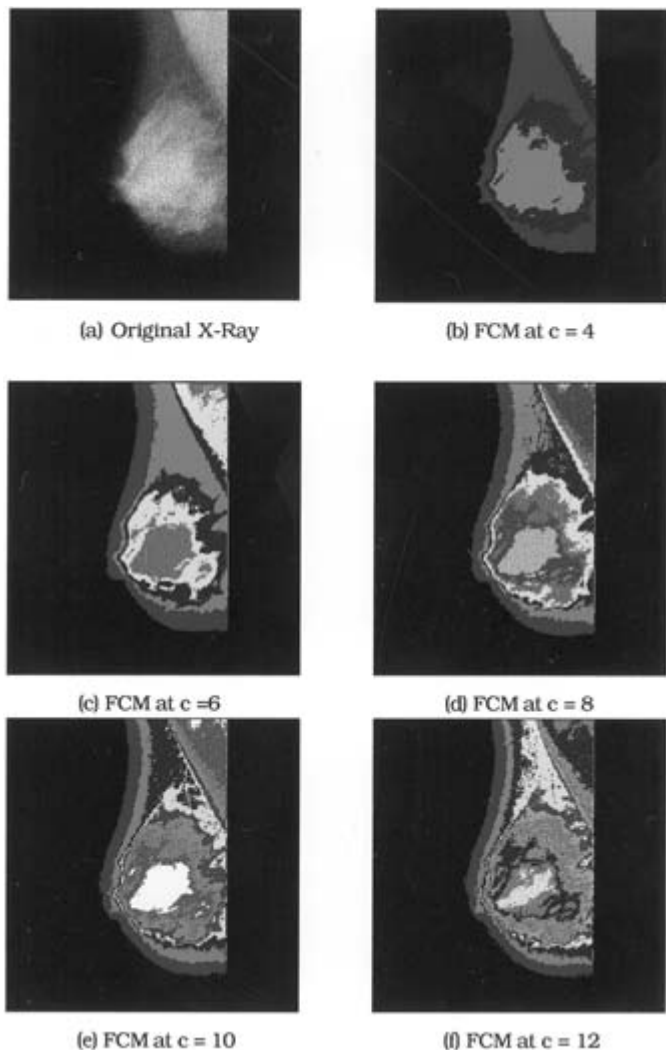 (a) Original X-Ray
(b) FCM at c = 4
(c) FCM at c =6
(d) FCM at c = 8
(e) FCM at c = 10
(f) FCM at c = 12